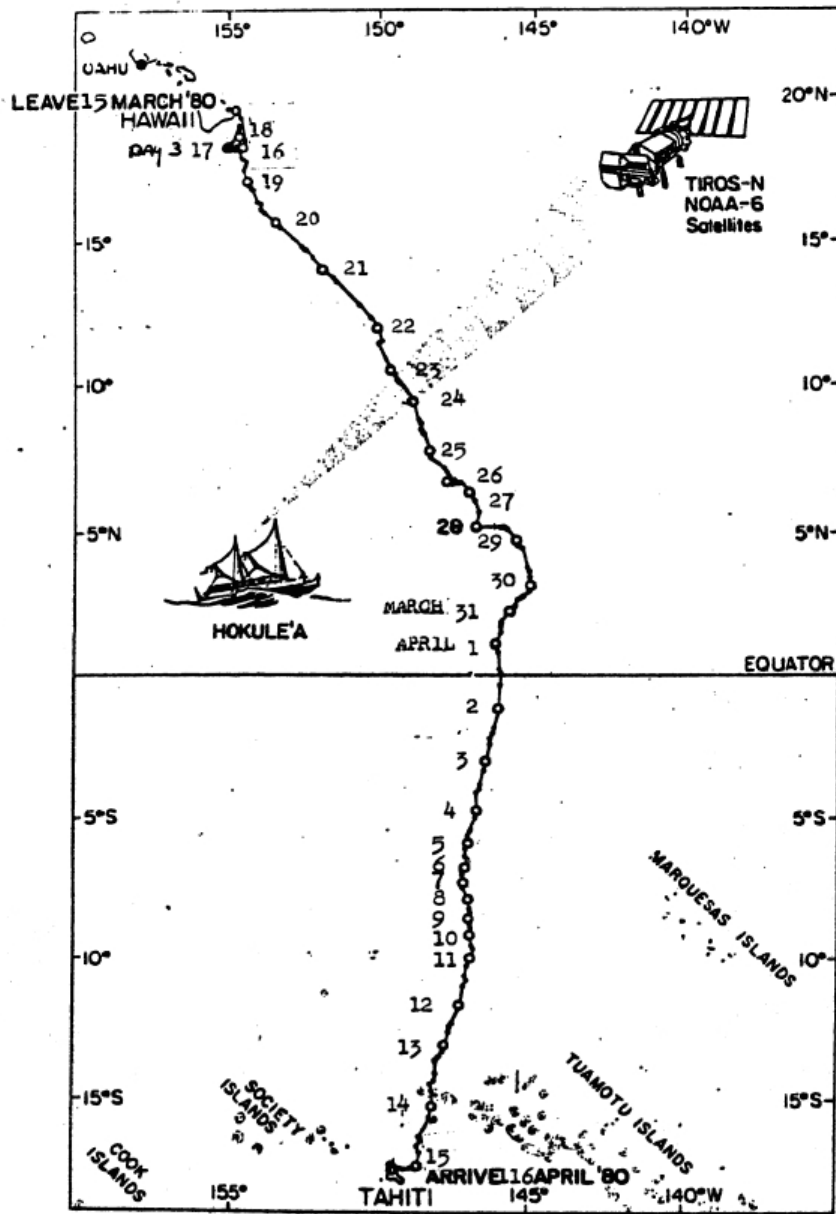 155° 150° 145° 140°W
OAHU
LEAVE 15 MARCH '80
HAWAII
20°N
18
DAY 3 17 16
19
TIROS-N
NOAA-6
Satellites
20
15° 15°
21
22
23
10° 10°
24
25
26
27
5°N 28 5°N
29
30
MARCH 31
HOKULE'A
APRIL 1
EQUATOR
2
3
4
5°S 5°S
5
6
7
8
9
10
11
10° 10°
MARQUESAS ISLANDS
12
13
14
15°S 15°S
SOCIETY
ISLANDS
TUAMOTU ISLANDS
COOK
ISLANDS
15
ARRIVE116APRIL '80
TAHITI
155° 145° 140°W